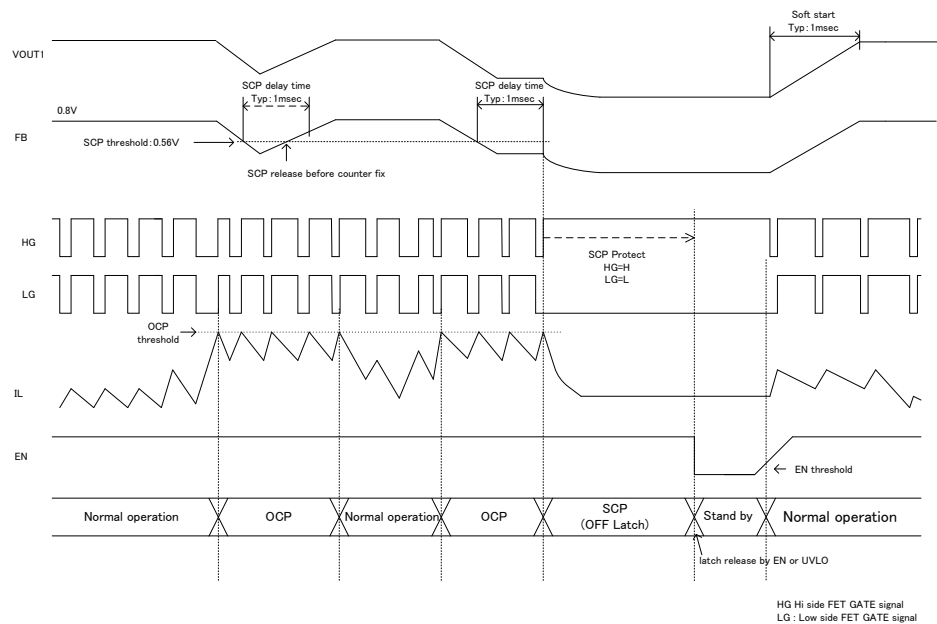 Soft start
Typ:1msec
VOUT1
SCP delay time
Typ:1msec
SCP delay time
Typ:1msec
0.8V
FB
SCP threshold:0.56V
SCP release before counter fix
HG
SCP Protect
HG=H
LG=L
LG
OCP
threshold
IL
EN
EN threshold
Normal operation
OCP
Normal operation
OCP
SCP
(OFF Latch)
Stand by
Normal operation
latch release by EN or UVLO
HG Hi side FET GATE signal
LG : Low side FET GATE signal